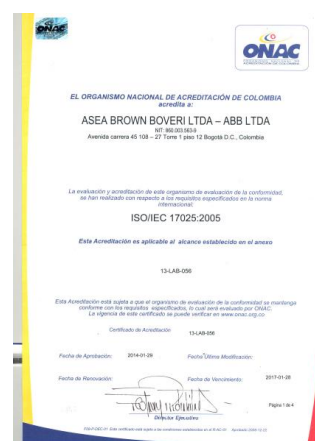 ONAC
ONAC
EL ORGANISMO NACIONAL DE ACREDITACIÓN DE COLOMBIA
acredita a:
ASEA BROWN BOVERI LTDA – ABB LTDA
NIT: 860.003.563-9
Avenida carrera 45 108 – 27 Torre 1 piso 12 Bogotá D.C., Colombia
La evaluación y acreditación de este organismo de evaluación de la conformidad,
se han realizado con respecto a los requisitos especificados en la norma
internacional:
ISO/IEC 17025:2005
Esta Acreditación es aplicable al alcance establecido en el anexo
13-LAB-056
Esta Acreditación está sujeta a que el organismo de evaluación de la conformidad se mantenga
conforme con los requisitos especificados, lo cual será evaluado por ONAC.
La vigencia de este certificado se puede verificar en www.onac.org.co
Certificado de Acreditación 13-LAB-056
Fecha de Aprobación: 2014-01-29 Fecha Última Modificación:
Fecha de Renovación: Fecha de Vencimiento: 2017-01-28
Director Ejecutivo
Página 1 de 4